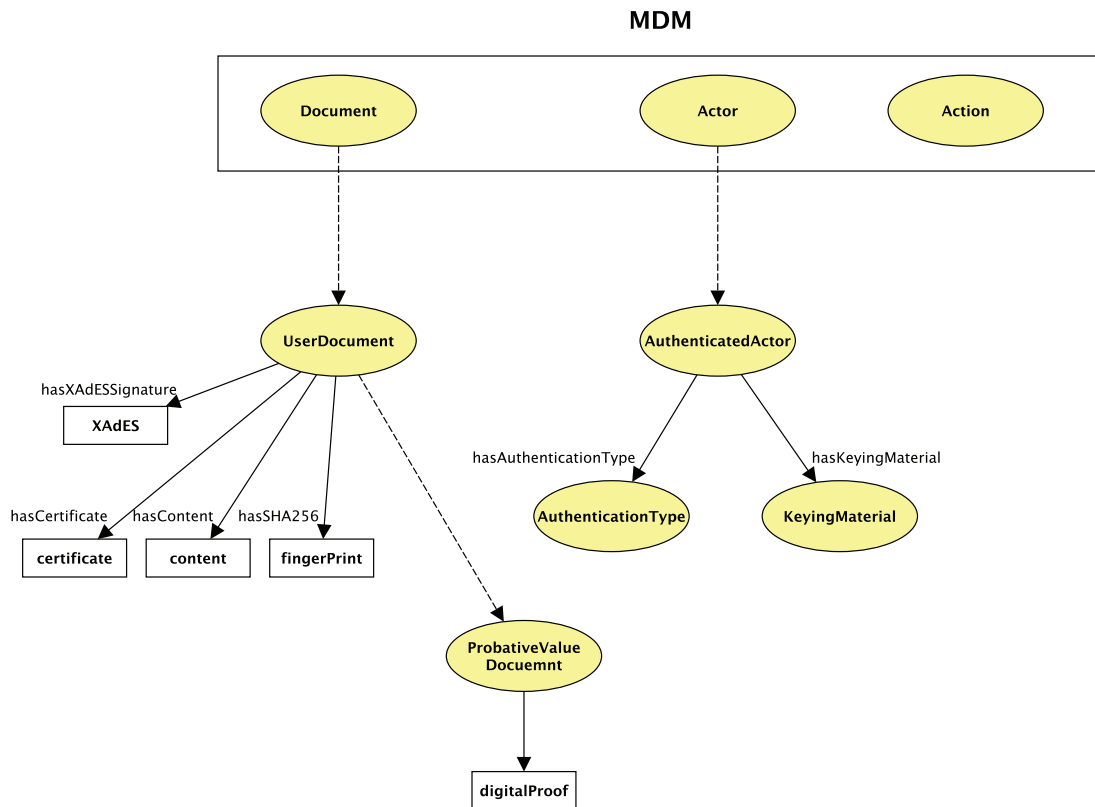 MDM
Document
Actor
Action
UserDocument
AuthenticatedActor
hasXAdESSignature
XAdES
hasAuthenticationType
hasKeyingMaterial
hasCertificate
hasContent
hasSHA256
AuthenticationType
KeyingMaterial
certificate
content
fingerPrint
ProbativeValue
Docuemnt
digitalProof